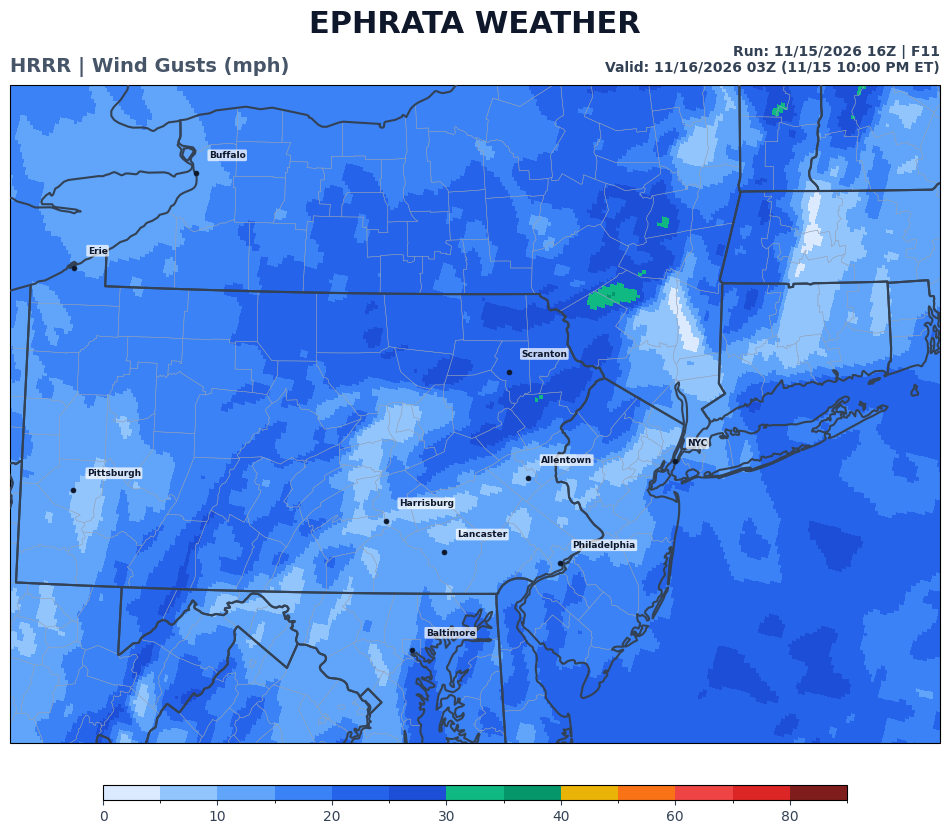 EPHRATA WEATHER
HRRR | Wind Gusts (mph)
Run: 11/15/2026 16Z | F11
Valid: 11/16/2026 03Z (11/15 10:00 PM ET)
Buffalo
Erie
Scranton
NYC
Allentown
Pittsburgh
Harrisburg
Lancaster
Philadelphia
Baltimore
0 10 20 30 40 60 80